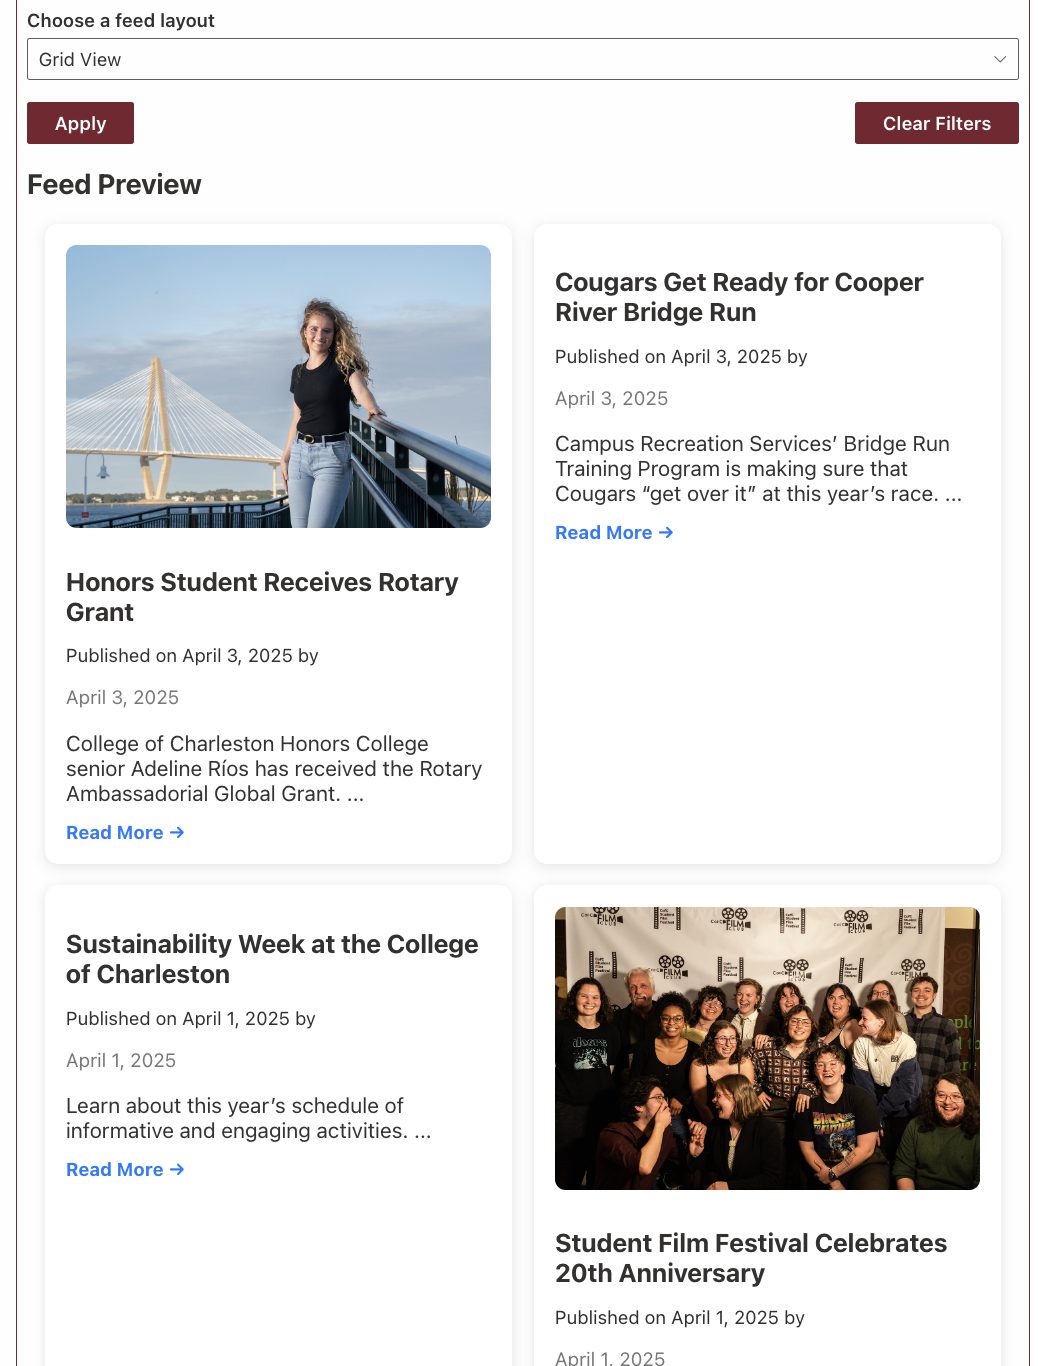 Choose a feed layout
Grid View
Apply
Clear Filters
Feed Preview
Honors Student Receives Rotary
Grant
Published on April 3, 2025 by
April 3, 2025
College of Charleston Honors College
senior Adeline Ríos has received the Rotary
Ambassadorial Global Grant. ...
Read More →
Cougars Get Ready for Cooper
River Bridge Run
Published on April 3, 2025 by
April 3, 2025
Campus Recreation Services’ Bridge Run
Training Program is making sure that
Cougars “get over it” at this year’s race. ...
Read More →
Sustainability Week at the College
of Charleston
Published on April 1, 2025 by
April 1, 2025
Learn about this year’s schedule of
informative and engaging activities. ...
Read More →
FILM
CLUB
BACK
FUTURE
Student Film Festival Celebrates
20th Anniversary
Published on April 1, 2025 by
April 1, 2025